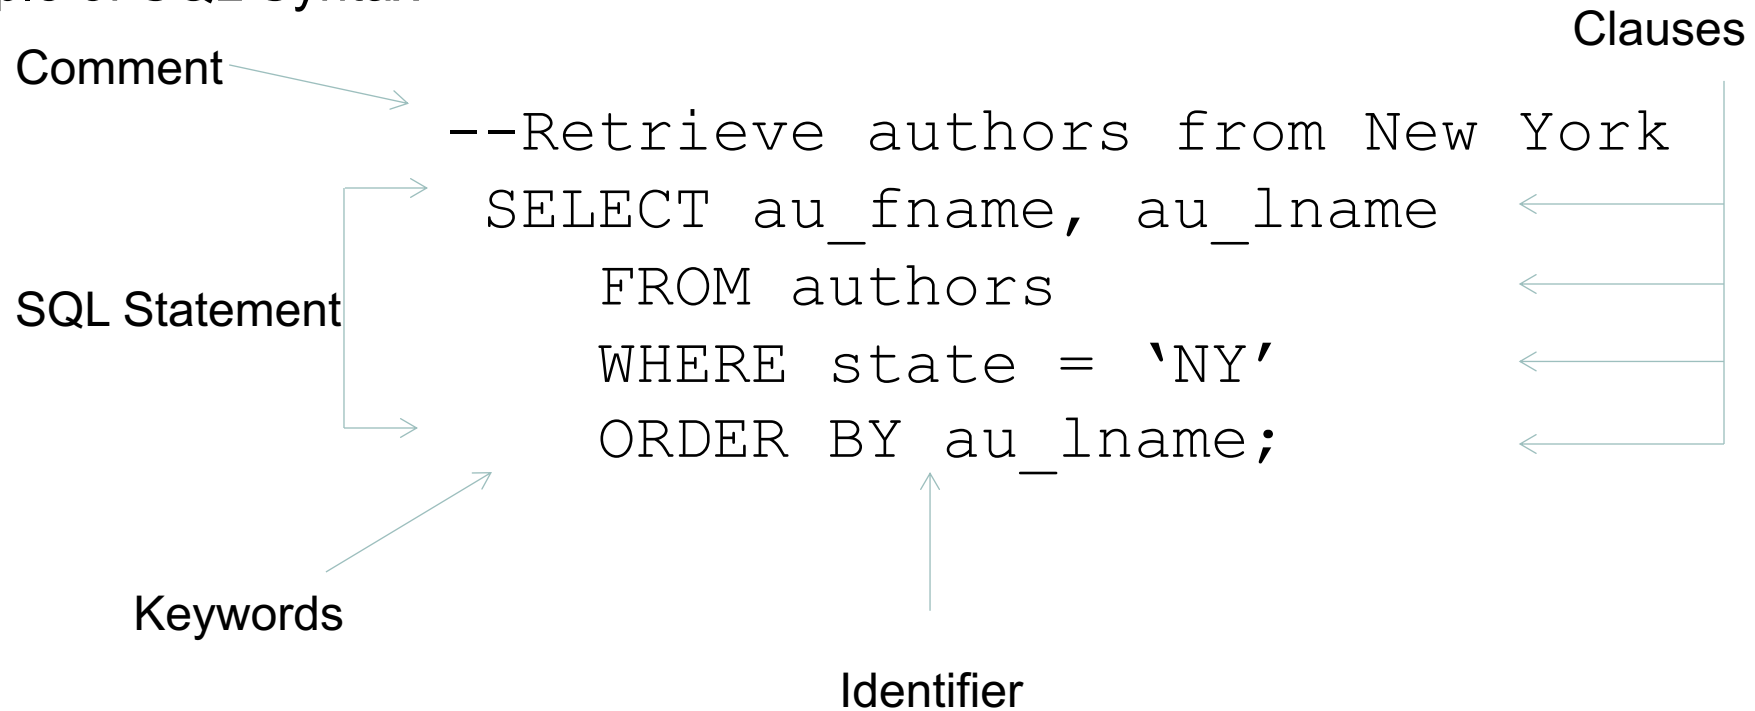 Clauses
Comment
--Retrieve authors from New York
SELECT au_fname, au_lname
FROM authors
SQL Statement
WHERE state = ‘NY’
ORDER BY au_lname;
Keywords
Identifier